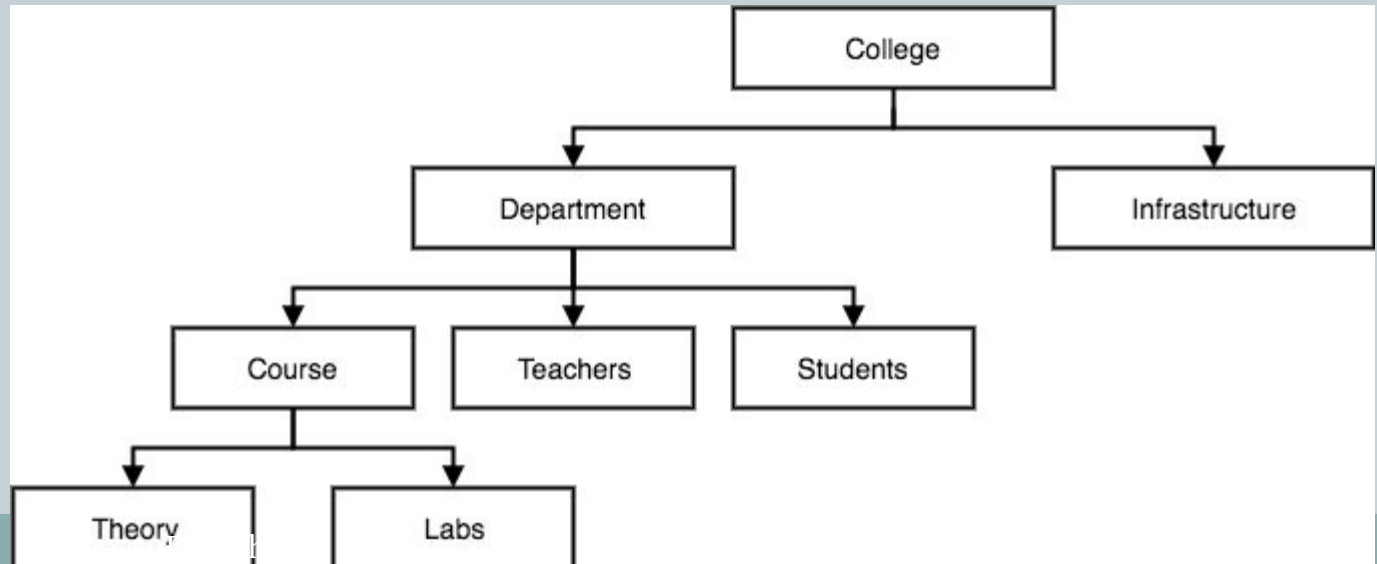 College
Department
Infrastructure
Course
Teachers
Students
Theory
Labs